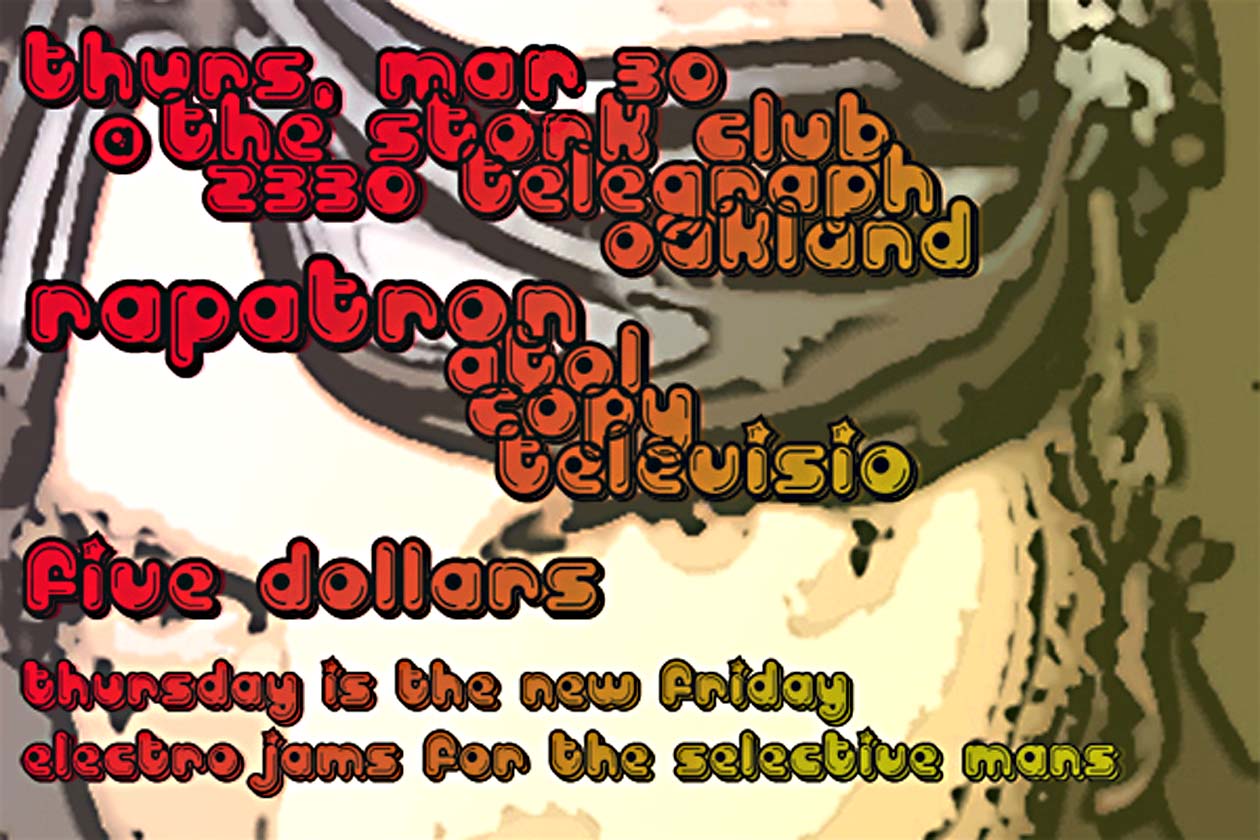 thurs, mar 30
@ the stork club
2330 telegraph
oakland
rapatron
atol
copy
televisio
five dollars
thursday is the new friday
electro jams for the selective mans